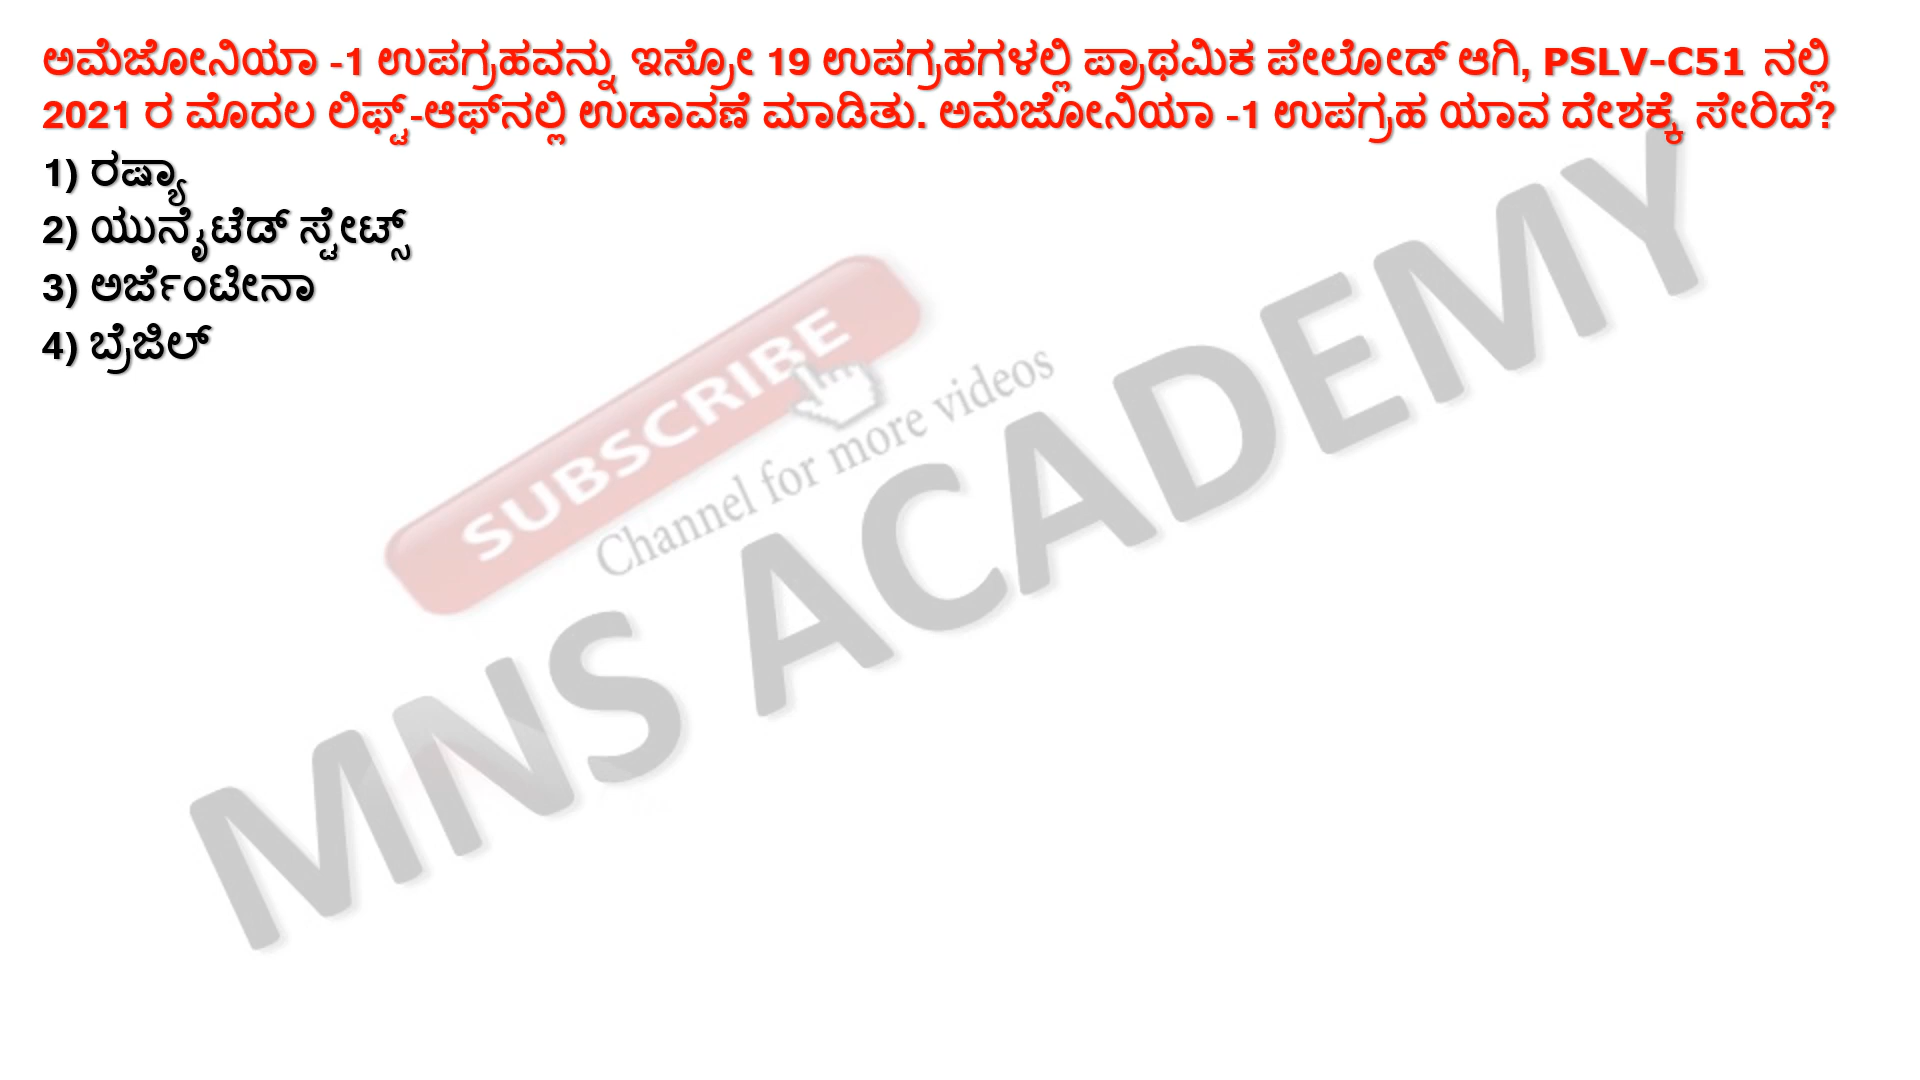 ಅಮೆಜೋನಿಯಾ -1 ಉಪಗ್ರಹವನ್ನು ಇಸ್ರೋ 19 ಉಪಗ್ರಹಗಳಲ್ಲಿ ಪ್ರಾಥಮಿಕ ಪೇಲೋಡ್ ಆಗಿ, PSLV-C51 ನಲ್ಲಿ
2021 ರ ಮೊದಲ ಲಿಫ್ಟ್-ಆಫ್‌ನಲ್ಲಿ ಉಡಾವಣೆ ಮಾಡಿತು. ಅಮೆಜೋನಿಯಾ -1 ಉಪಗ್ರಹ ಯಾವ ದೇಶಕ್ಕೆ ಸೇರಿದೆ?
1) ರಷ್ಯಾ
2) ಯುನೈಟೆಡ್ ಸ್ಟೇಟ್ಸ್
3) ಅರ್ಜೆಂಟೀನಾ
4) ಬ್ರೆಜಿಲ್
SUBSCRIBE
Channel for more videos
MNS ACADEMY